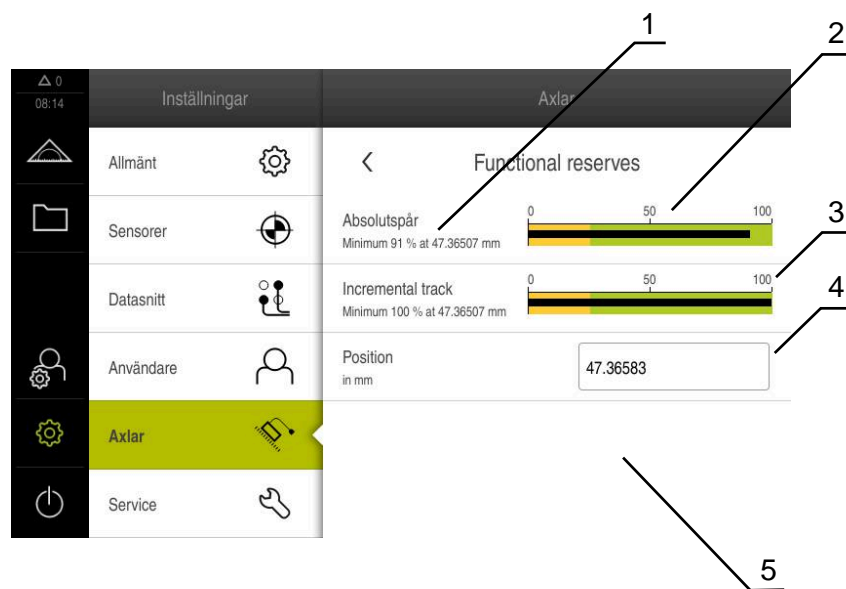 1
2
0
08:14
Inställningar
Axlar
Allmänt
Functional reserves
Sensorer
Absolutspår
Minimum 91 % at 47.36507 mm
0 50 100
3
Datasnitt
Incremental track
Minimum 100 % at 47.36507 mm
0 50 100
4
Användare
Position
in mm
47.36583
Axlar
Service
5